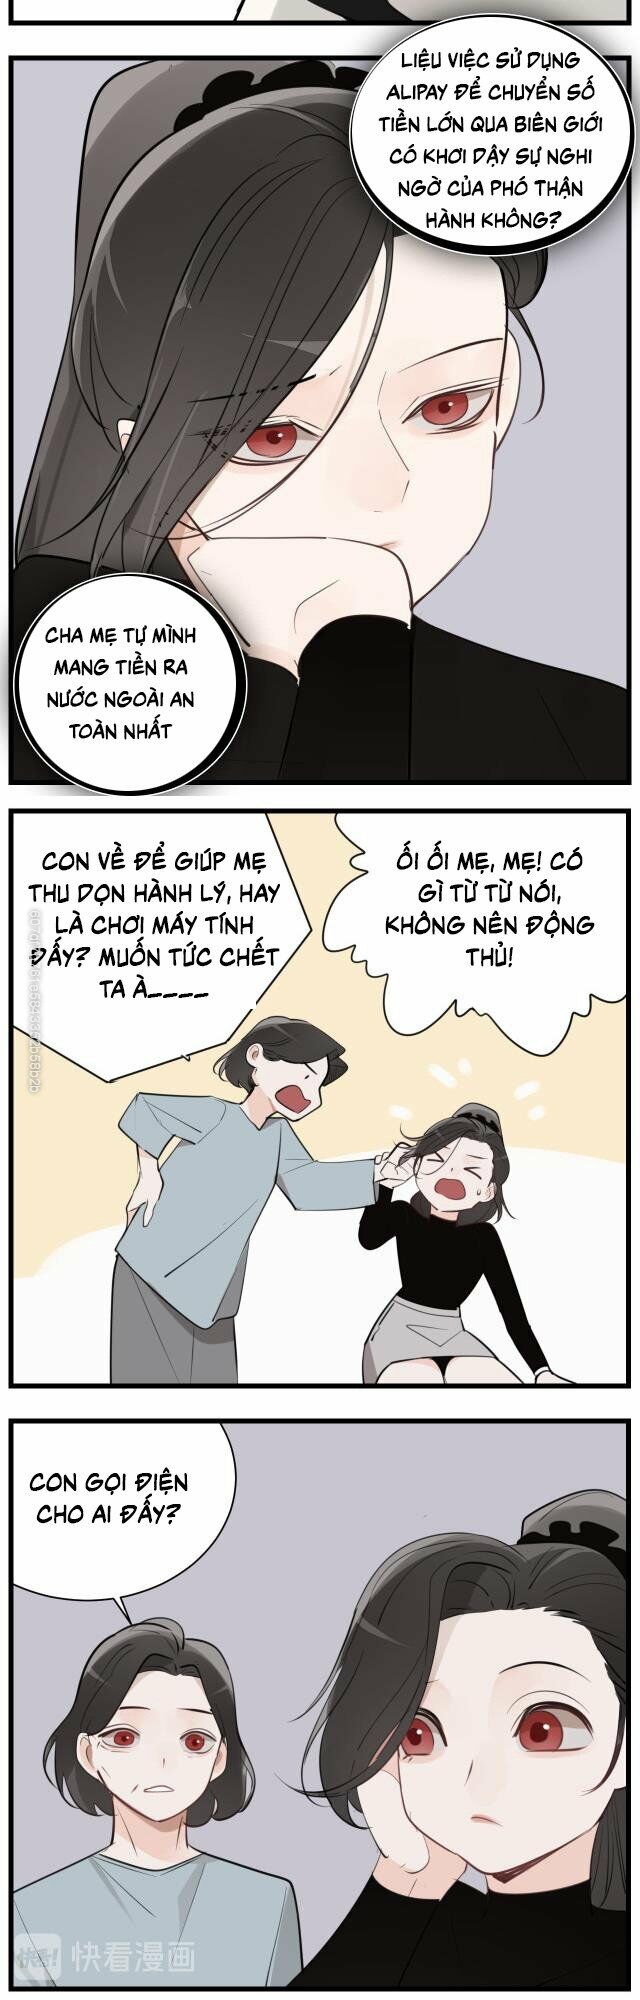 LIỆU VIỆC SỬ DỤNG
ALIPAY ĐỂ CHUYỂN SỐ
TIỀN LỚN QUA BIÊN GIỚI
CÓ KHƠI DẬY SỰ NGHI
NGỜ CỦA PHÓ THẬN
HÀNH KHÔNG?
CHA MẸ TỰ MÌNH
MANG TIỀN RA
NƯỚC NGOÀI AN
TOÀN NHẤT
CON VỀ ĐỂ GIÚP MẸ
THU DỌN HÀNH LÝ, HAY
LÀ CHƠI MÁY TÍNH
ĐẤY? MUỐN TỨC CHẾT
TA À____
ỐI ỐI MẸ, MẸ! CÓ
GÌ TỪ TỪ NÓI,
KHÔNG NÊN ĐỘNG
THỦ!
CON GỌI ĐIỆN
CHO AI ĐẤY?
快看! 快看漫画